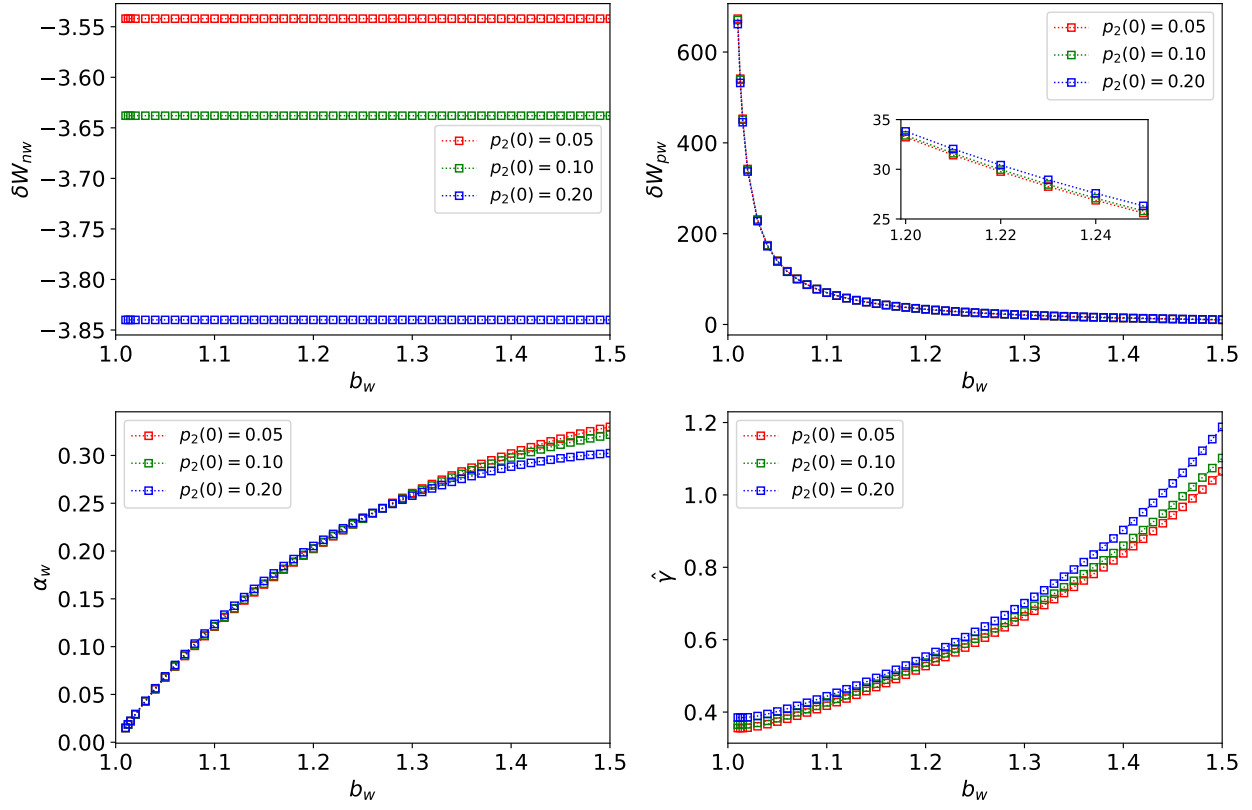 −3.55
−3.60
−3.65
−3.70
−3.75
−3.80
−3.85
δW_{nw}
p_2(0) = 0.05
p_2(0) = 0.10
p_2(0) = 0.20
1.0 1.1 1.2 1.3 1.4 1.5
b_w
600
400
200
0
δW_{pw}
p_2(0) = 0.05
p_2(0) = 0.10
p_2(0) = 0.20
35
30
25
1.20 1.22 1.24
1.0 1.1 1.2 1.3 1.4 1.5
b_w
0.30
0.25
0.20
0.15
0.10
0.05
0.00
α_w
p_2(0) = 0.05
p_2(0) = 0.10
p_2(0) = 0.20
1.0 1.1 1.2 1.3 1.4 1.5
b_w
1.2
1.0
0.8
0.6
0.4
γ̂
p_2(0) = 0.05
p_2(0) = 0.10
p_2(0) = 0.20
1.0 1.1 1.2 1.3 1.4 1.5
b_w